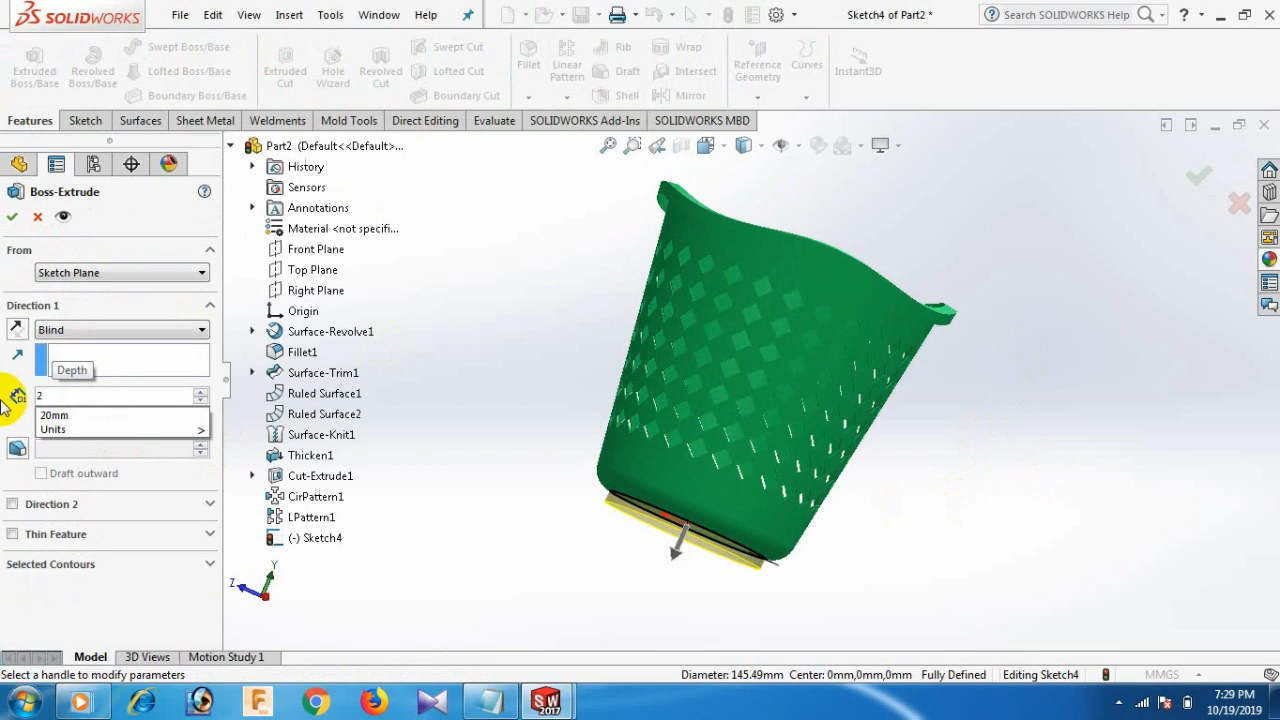 SOLIDWORKS File Edit View Insert Tools Window Help Sketch4 of Part2 * Search SOLIDWORKS Help ?
Extruded Boss/Base
Revolved Boss/Base
Swept Boss/Base
Lofted Boss/Base
Boundary Boss/Base
Extruded Cut
Hole Wizard
Revolved Cut
Swept Cut
Lofted Cut
Boundary Cut
Fillet
Linear Pattern
Rib
Draft
Shell
Wrap
Intersect
Mirror
Reference Geometry
Curves
Instant3D
Features Sketch Surfaces Sheet Metal Weldments Mold Tools Direct Editing Evaluate SOLIDWORKS Add-Ins SOLIDWORKS MBD
Boss-Extrude
From
Sketch Plane
Direction 1
Blind
Depth
2
20mm
Units >
Draft outward
Direction 2
Thin Feature
Selected Contours
Part2 (Default<<Default>...
History
Sensors
Annotations
Material <not specifi...
Front Plane
Top Plane
Right Plane
Origin
Surface-Revolve1
Fillet1
Surface-Trim1
Ruled Surface1
Ruled Surface2
Surface-Knit1
Thicken1
Cut-Extrude1
CirPattern1
LPattern1
(-) Sketch4
Y
Z
Model 3D Views Motion Study 1
Select a handle to modify parameters Diameter: 145.49mm Center: 0mm,0mm,0mm Fully Defined Editing Sketch4 MMGS
SW 2017
7:29 PM
10/19/2019